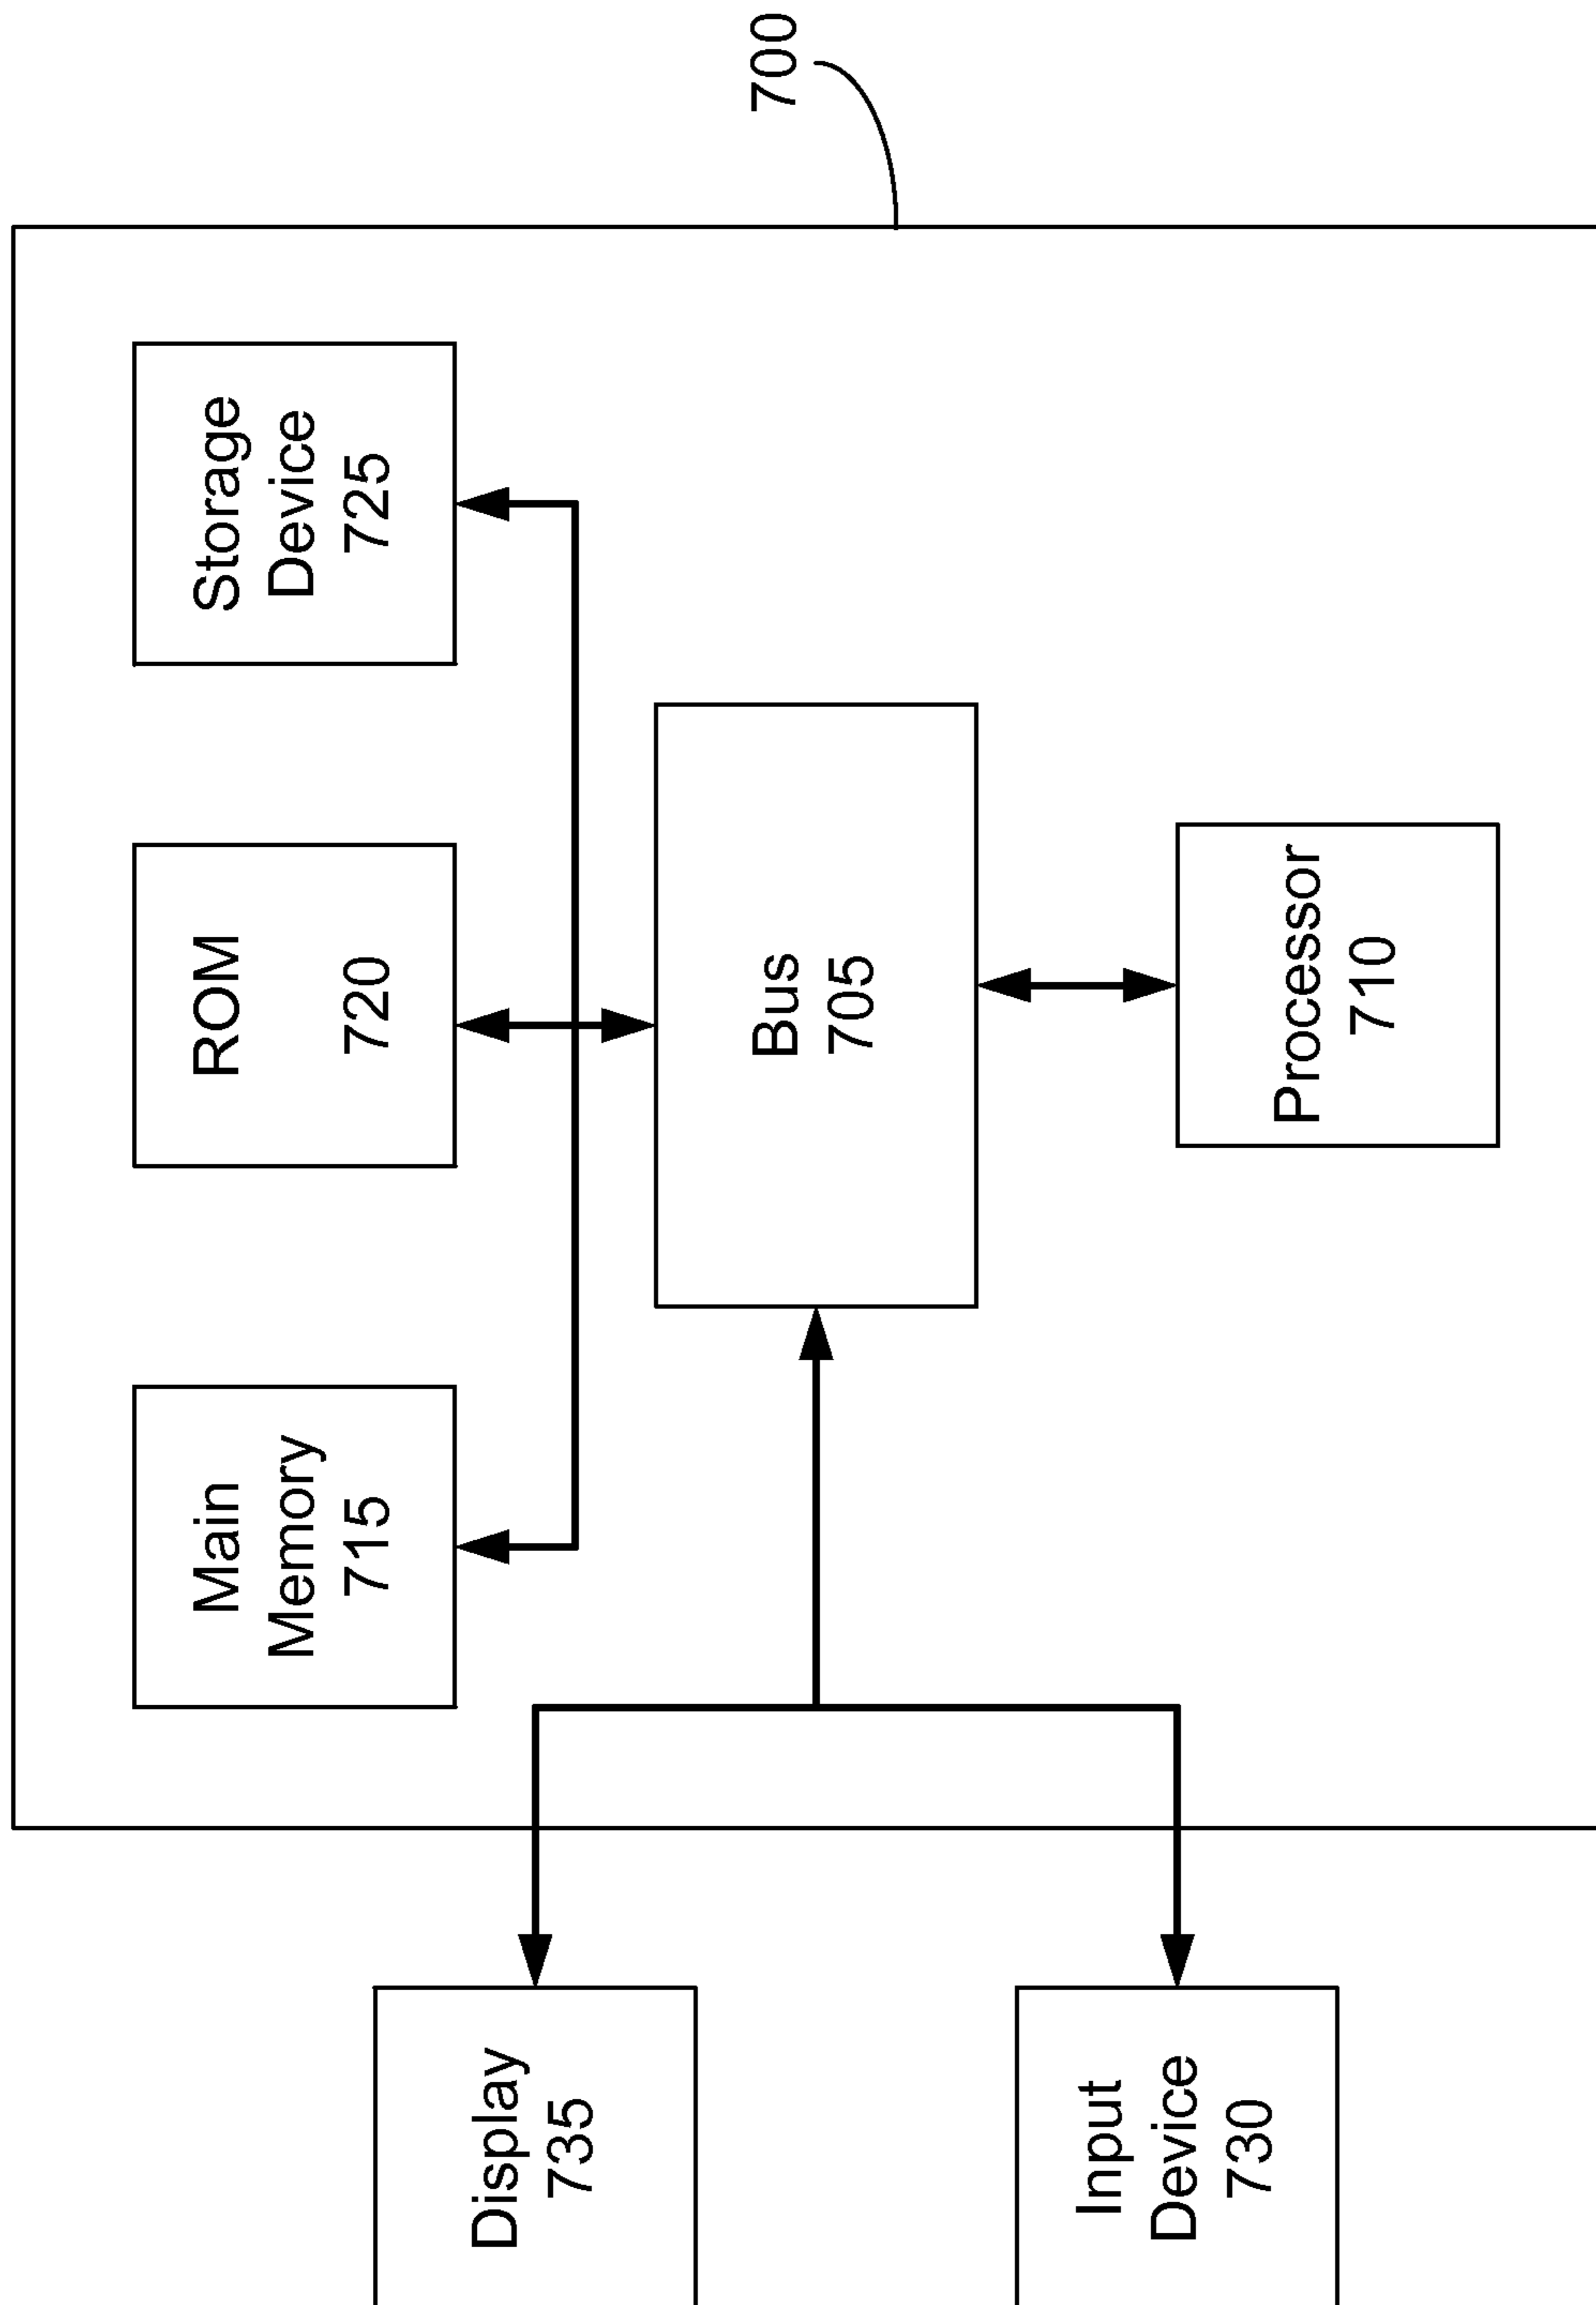 Main
Memory
715
ROM
720
Storage
Device
725
700
Display
735
Bus
705
Input
Device
730
Processor
710